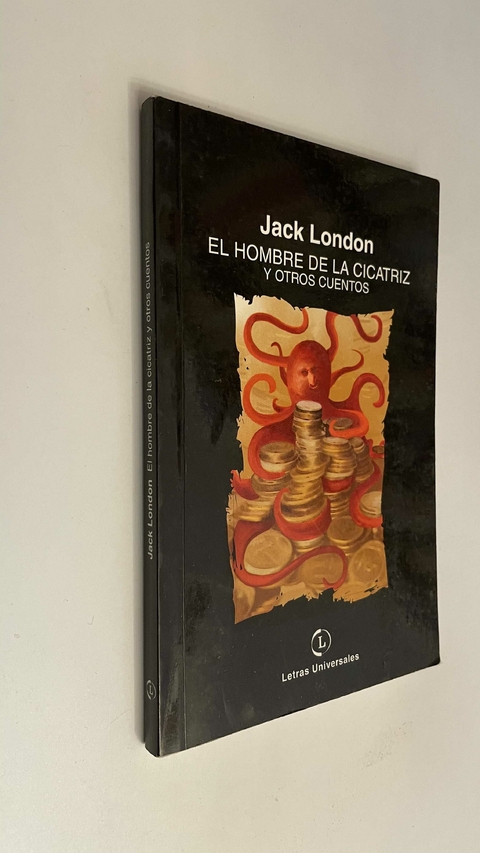 Jack London
EL HOMBRE DE LA CICATRIZ
Y OTROS CUENTOS
L
Letras Universales
Jack London El hombre de la cicatriz y otros cuentos
L